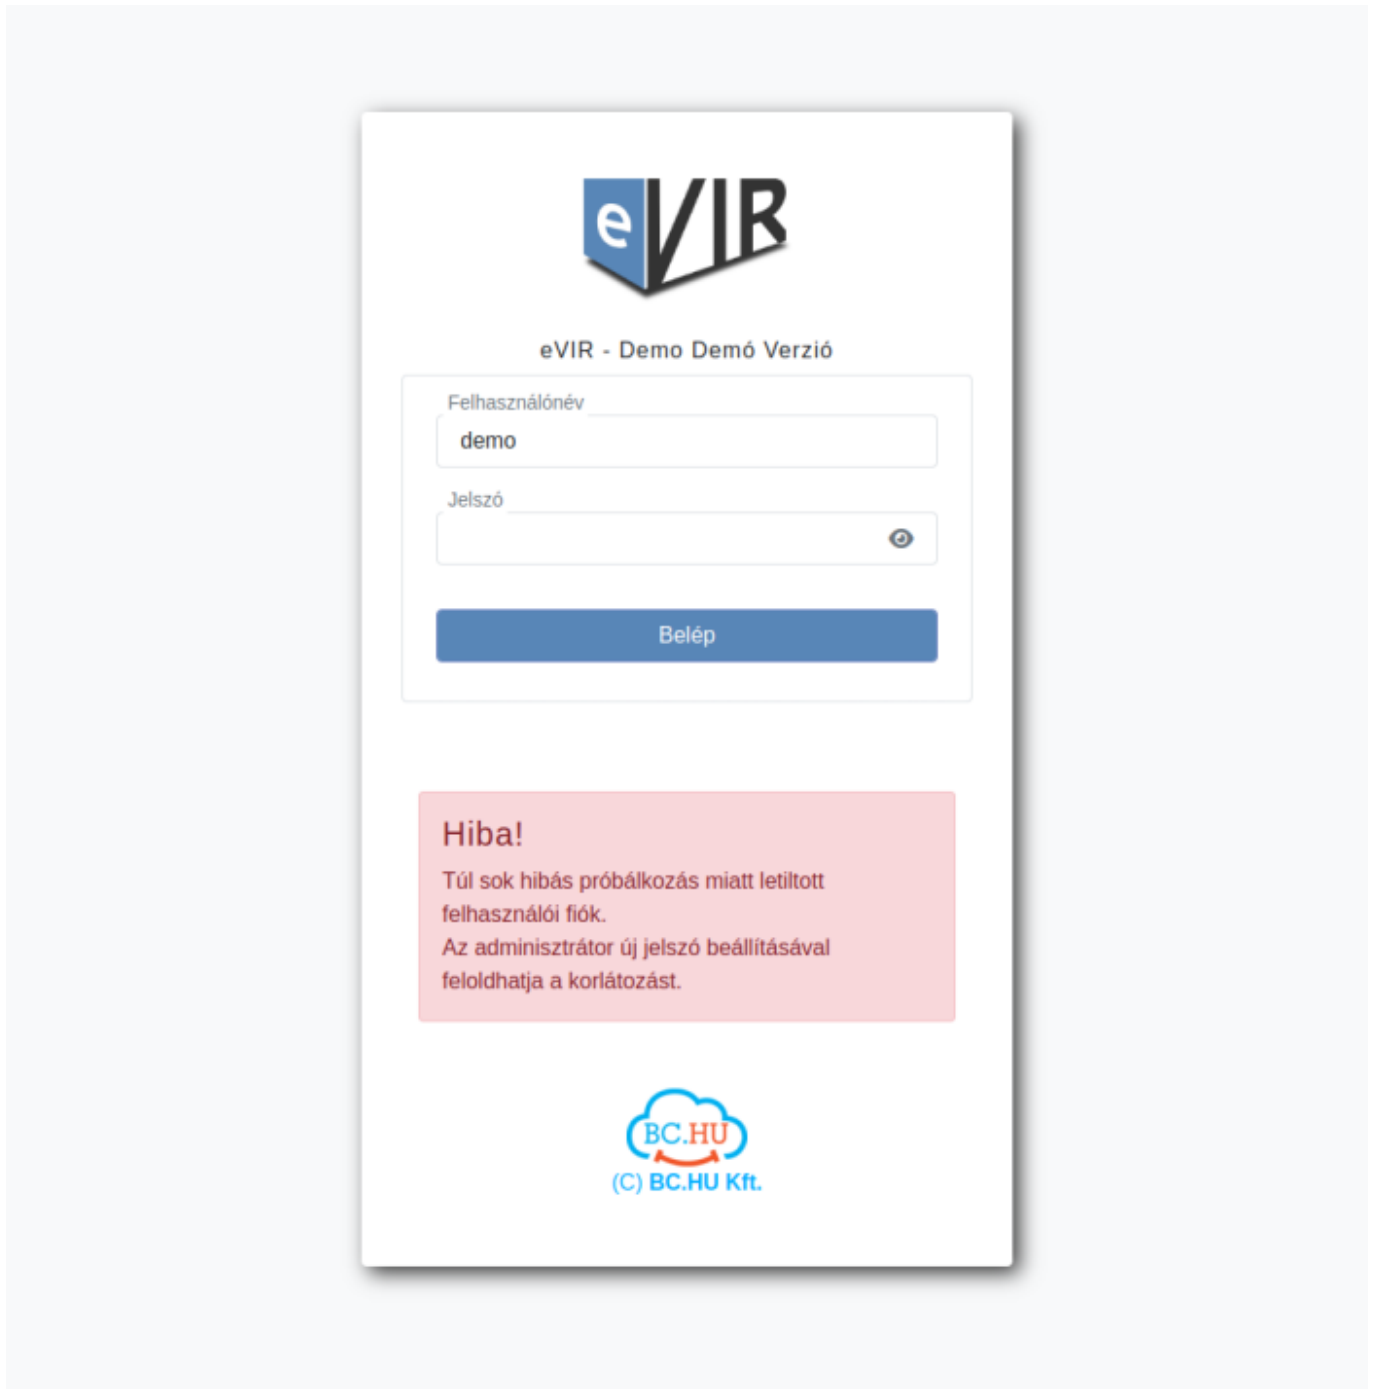 eVIR
eVIR - Demo Demó Verzió
Felhasználónév
demo
Jelszó
Belép
Hiba!
Túl sok hibás próbálkozás miatt letiltott
felhasználói fiók.
Az adminisztrátor új jelszó beállításával
feloldhatja a korlátozást.
BC.HU
(C) BC.HU Kft.